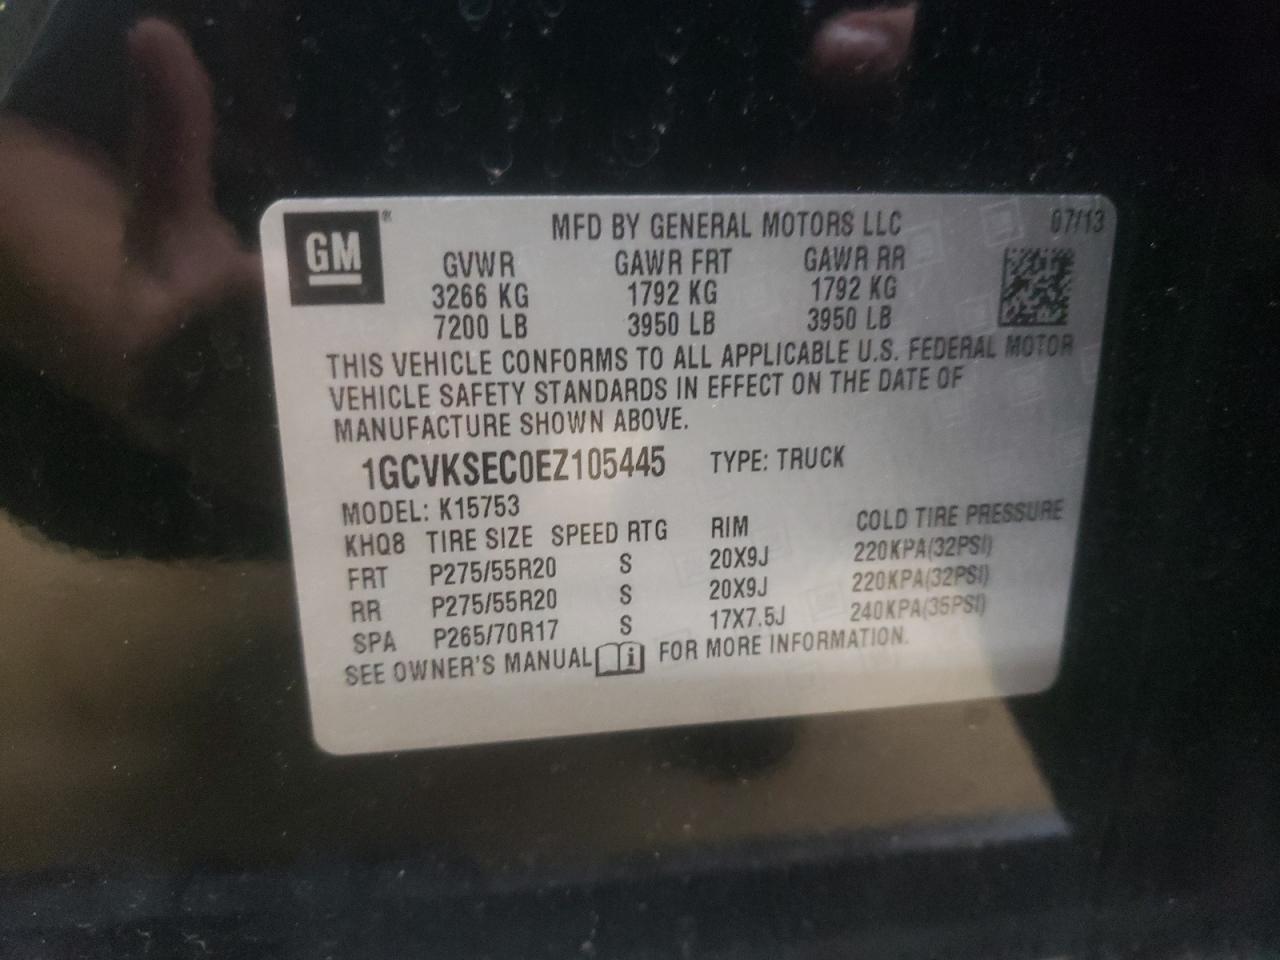 GM ®
MFD BY GENERAL MOTORS LLC 07/13
GVWR GAWR FRT GAWR RR
3266 KG 1792 KG 1792 KG
7200 LB 3950 LB 3950 LB
THIS VEHICLE CONFORMS TO ALL APPLICABLE U.S. FEDERAL MOTOR
VEHICLE SAFETY STANDARDS IN EFFECT ON THE DATE OF
MANUFACTURE SHOWN ABOVE.
1GCVKSEC0EZ105445 TYPE: TRUCK
MODEL: K15753
KHQ8 TIRE SIZE SPEED RTG RIM COLD TIRE PRESSURE
FRT P275/55R20 S 20X9J 220KPA(32PSI)
RR P275/55R20 S 20X9J 220KPA(32PSI)
SPA P265/70R17 S 17X7.5J 240KPA(35PSI)
SEE OWNER'S MANUAL i FOR MORE INFORMATION.